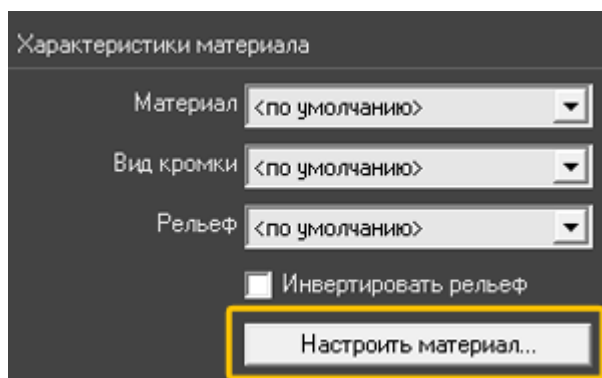 Характеристики материала
Материал <по умолчанию>
Вид кромки <по умолчанию>
Рельеф <по умолчанию>
Инвертировать рельеф
Настроить материал...